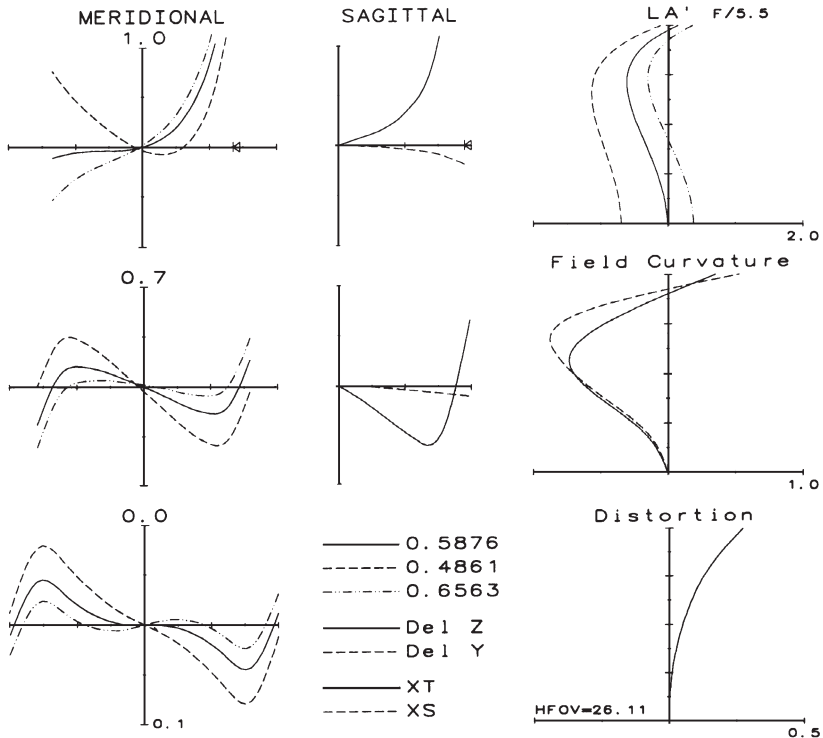 MERIDIONAL
1.0
SAGITTAL
LA' F/5.5
2.0
0.7
Field Curvature
1.0
0.0
0.1
0.5876
0.4861
0.6563
Del Z
Del Y
XT
XS
Distortion
HFOV=26.11
0.5